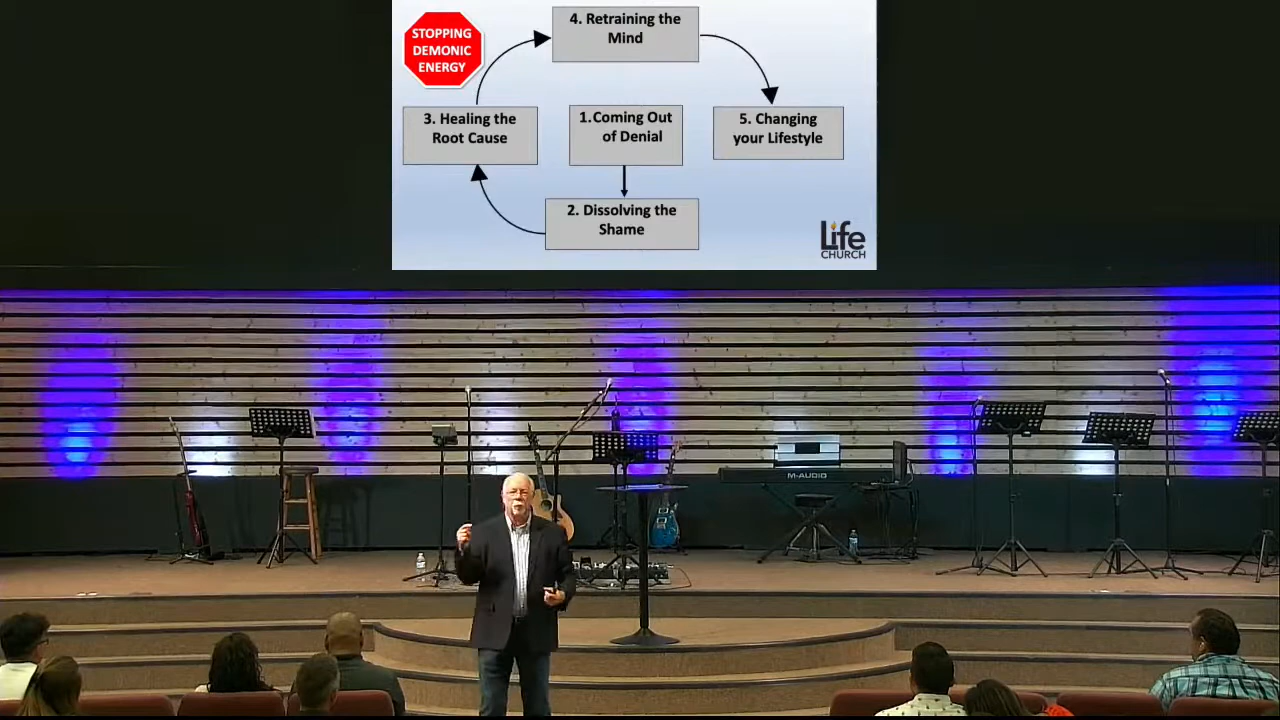 STOPPING
DEMONIC
ENERGY
4. Retraining the
Mind
3. Healing the
Root Cause
1.Coming Out
of Denial
5. Changing
your Lifestyle
2. Dissolving the
Shame
Life
CHURCH
M-AUDIO